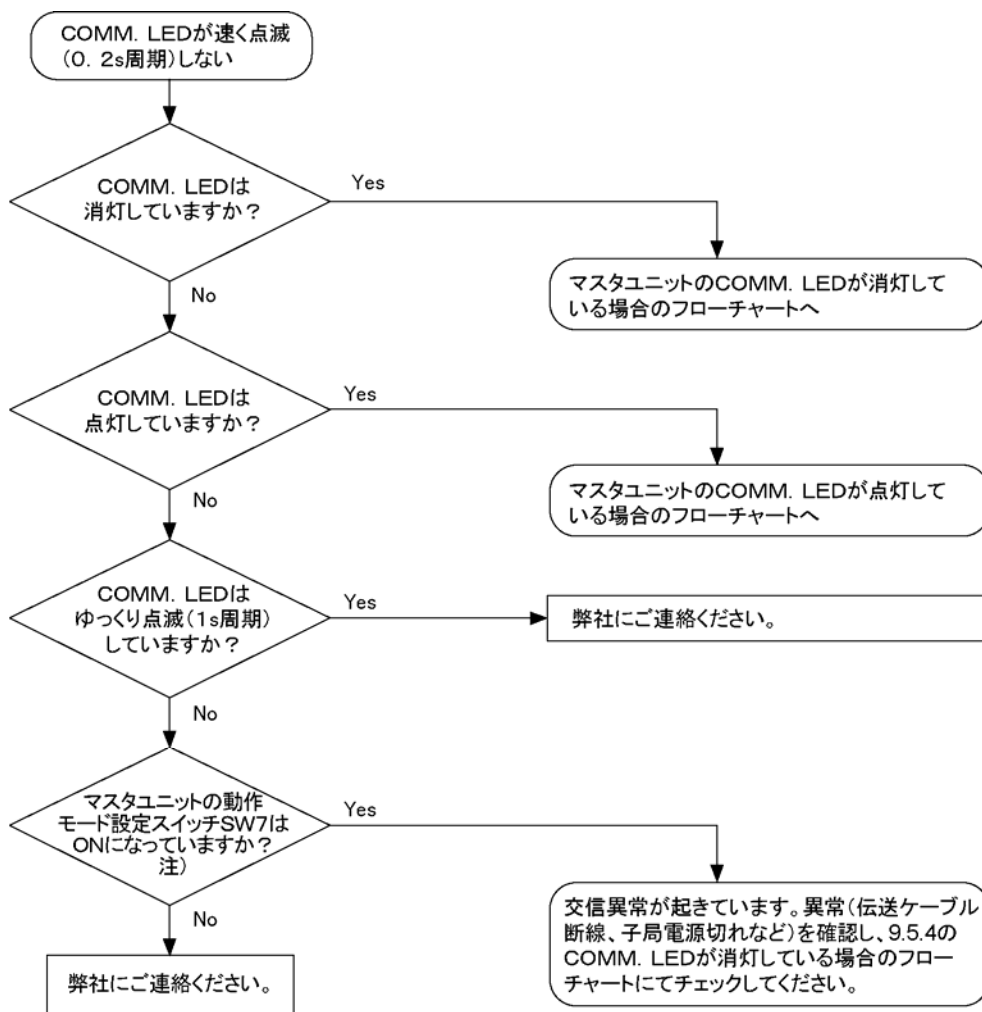 COMM. LEDが速く点滅
(0. 2s周期)しない
COMM. LEDは
消灯していますか?
Yes
マスタユニットのCOMM. LEDが消灯して
いる場合のフローチャートへ
No
COMM. LEDは
点灯していますか?
Yes
マスタユニットのCOMM. LEDが点灯して
いる場合のフローチャートへ
No
COMM. LEDは
ゆっくり点滅(1s周期)
していますか?
Yes
弊社にご連絡ください。
No
マスタユニットの動作
モード設定スイッチSW7は
ONになっていますか?
注)
Yes
交信異常が起きています。異常(伝送ケーブル
断線、子局電源切れなど)を確認し、9.5.4の
COMM. LEDが消灯している場合のフロー
チャートにてチェックしてください。
No
弊社にご連絡ください。